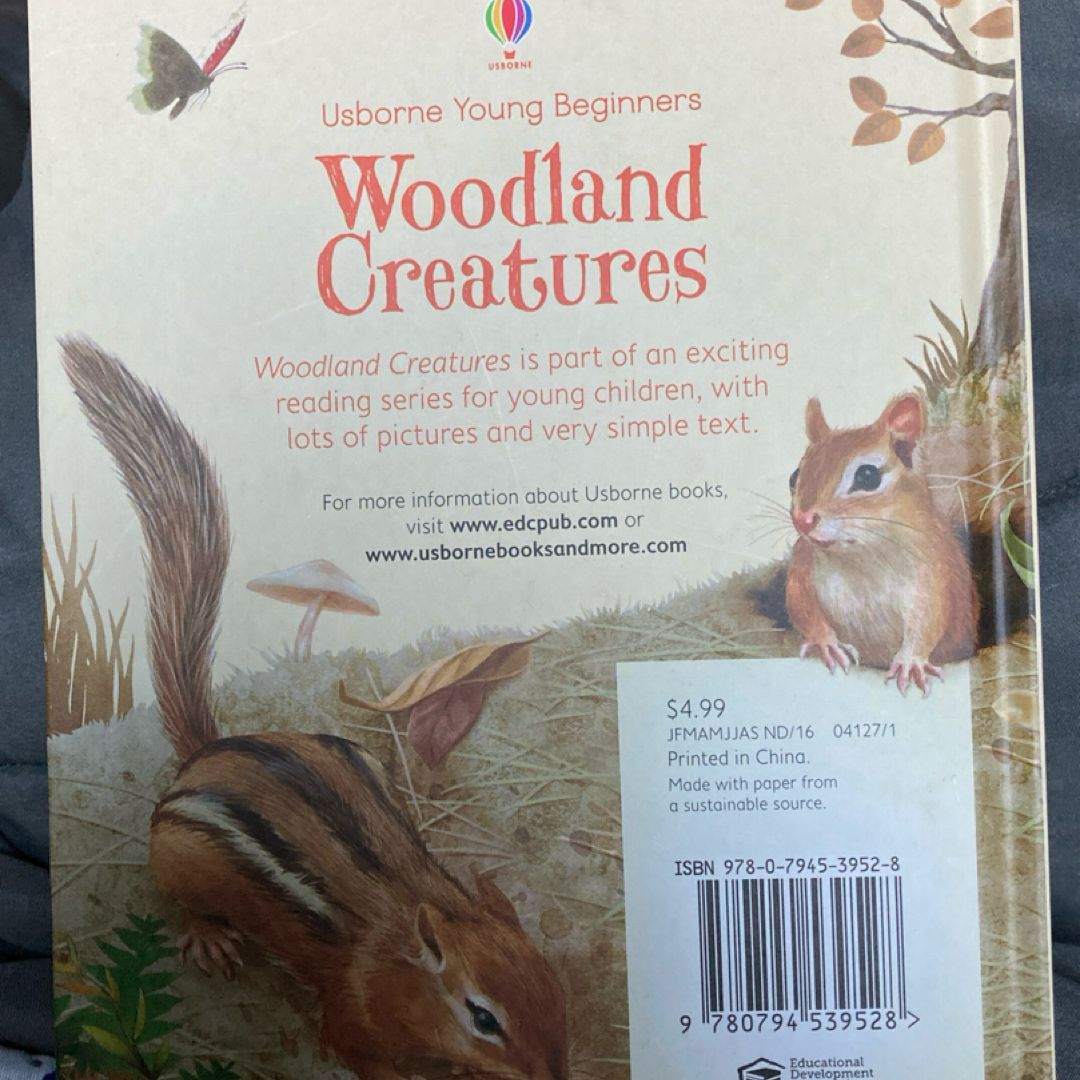 USBORNE
Usborne Young Beginners
Woodland
Creatures
Woodland Creatures is part of an exciting
reading series for young children, with
lots of pictures and very simple text.
For more information about Usborne books,
visit www.edcpub.com or
www.usbornebooksandmore.com
$4.99
JFMAMJJAS ND/16 04127/1
Printed in China.
Made with paper from
a sustainable source.
ISBN 978-0-7945-3952-8
9 780794 539528 >
Educational
Development